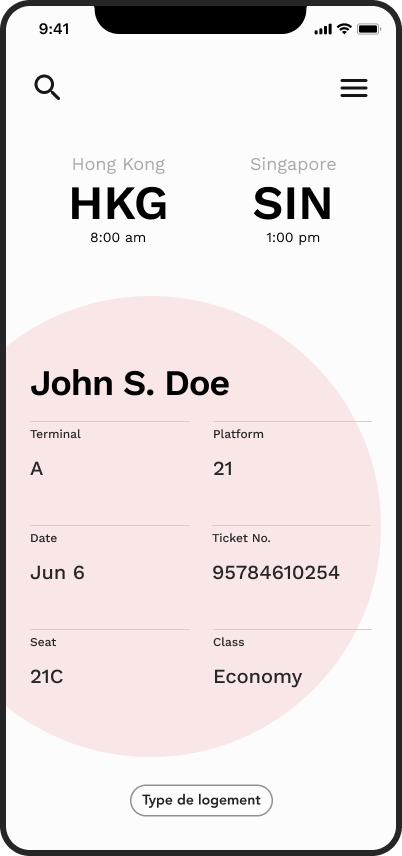 9:41
Hong Kong Singapore
HKG SIN
8:00 am 1:00 pm
John S. Doe
Terminal Platform
A 21
Date Ticket No.
Jun 6 95784610254
Seat Class
21C Economy
Type de logement